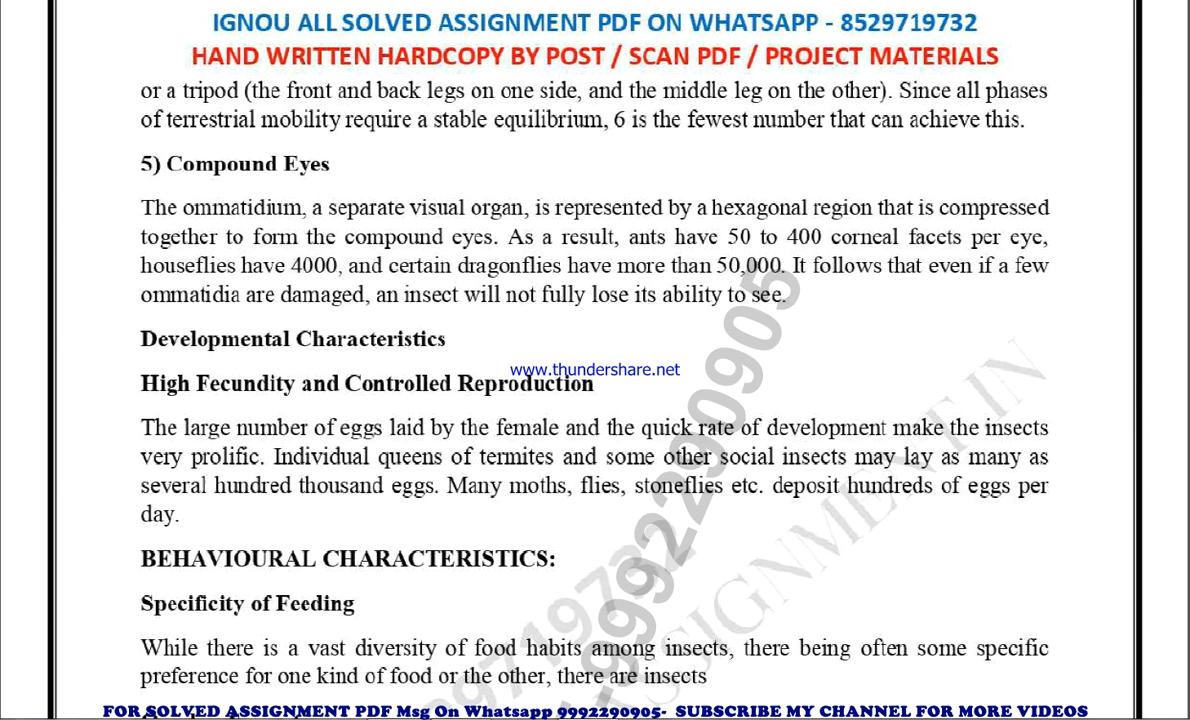 IGNOU ALL SOLVED ASSIGNMENT PDF ON WHATSAPP - 8529719732
HAND WRITTEN HARDCOPY BY POST / SCAN PDF / PROJECT MATERIALS
or a tripod (the front and back legs on one side, and the middle leg on the other). Since all phases
of terrestrial mobility require a stable equilibrium, 6 is the fewest number that can achieve this.
5) Compound Eyes
The ommatidium, a separate visual organ, is represented by a hexagonal region that is compressed
together to form the compound eyes. As a result, ants have 50 to 400 corneal facets per eye,
houseflies have 4000, and certain dragonflies have more than 50,000. It follows that even if a few
ommatidia are damaged, an insect will not fully lose its ability to see.
Developmental Characteristics
www.thundershare.net
High Fecundity and Controlled Reproduction
The large number of eggs laid by the female and the quick rate of development make the insects
very prolific. Individual queens of termites and some other social insects may lay as many as
several hundred thousand eggs. Many moths, flies, stoneflies etc. deposit hundreds of eggs per
day.
BEHAVIOURAL CHARACTERISTICS:
Specificity of Feeding
While there is a vast diversity of food habits among insects, there being often some specific
preference for one kind of food or the other, there are insects
FOR SOLVED ASSIGNMENT PDF Msg On Whatsapp 9992290905- SUBSCRIBE MY CHANNEL FOR MORE VIDEOS
-9992290905